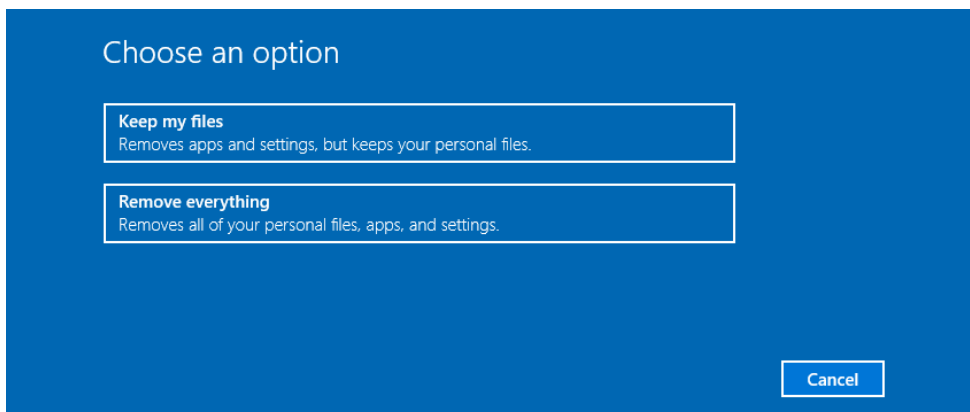 Choose an option
Keep my files
Removes apps and settings, but keeps your personal files.
Remove everything
Removes all of your personal files, apps, and settings.
Cancel